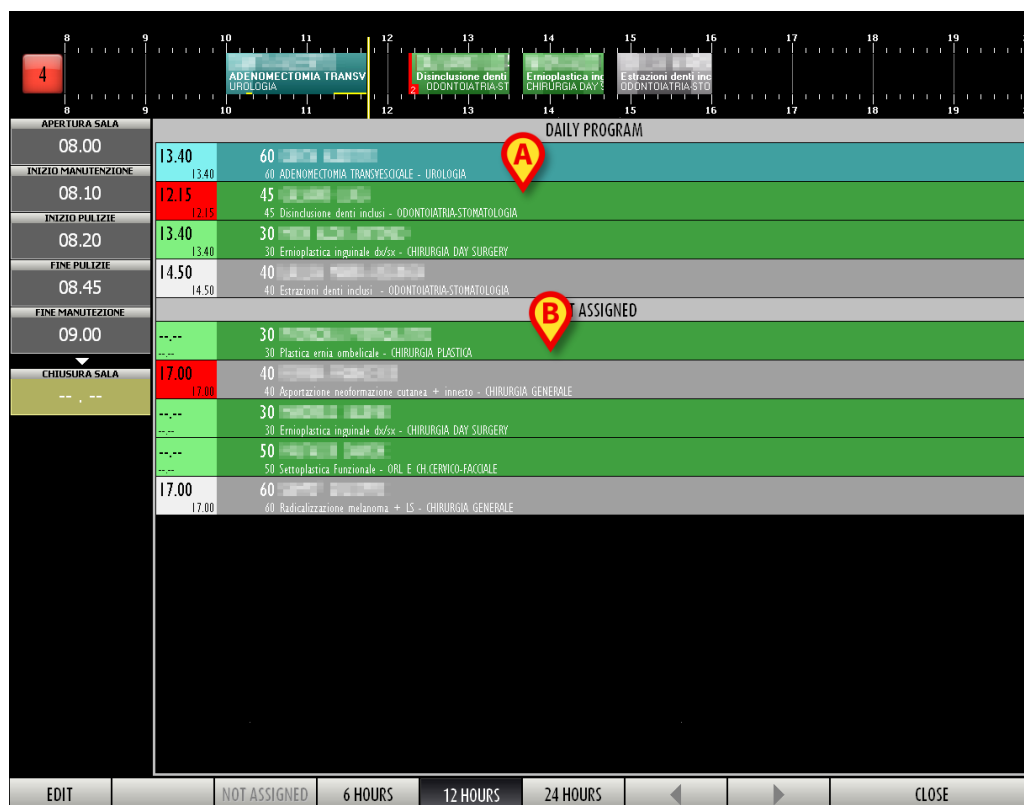 8 9 10 11 12 13 14 15 16 17 18 19
4
ADENOMECTOMIA TRANSV
UROLOGIA
2
Disinclusione denti
ODONTOIATRIA-ST
Ernioplastica ing
CHIRURGIA DAY S
Estrazioni denti inc
ODONTOIATRIA-STO
8 9 10 11 12 13 14 15 16 17 18 19
APERTURA SALA
08.00
INIZIO MANUTENZIONE
08.10
INIZIO PULIZIE
08.20
FINE PULIZIE
08.45
FINE MANUTEZIONE
09.00
CHIUSURA SALA
-- . --
DAILY PROGRAM
A
13.40 60
13.40 60 ADENOMECTOMIA TRANSVESCICALE - UROLOGIA
12.15 45
12.15 45 Disinclusione denti inclusi - ODONTOIATRIA-STOMATOLOGIA
13.40 30
13.40 30 Ernioplastica inguinale dx/sx - CHIRURGIA DAY SURGERY
14.50 40
14.50 40 Estrazioni denti inclusi - ODONTOIATRIA-STOMATOLOGIA
B
T ASSIGNED
--.-- 30
--.-- 30 Plastica ernia ombelicale - CHIRURGIA PLASTICA
17.00 40
17.00 40 Asportazione neoformazione cutanea + innesto - CHIRURGIA GENERALE
--.-- 30
--.-- 30 Ernioplastica inguinale dx/sx - CHIRURGIA DAY SURGERY
--.-- 50
--.-- 50 Settoplastica Funzionale - ORL E CH.CERVICO-FACCIALE
17.00 60
17.00 60 Radicalizzazione melanoma + LS - CHIRURGIA GENERALE
EDIT NOT ASSIGNED 6 HOURS 12 HOURS 24 HOURS CLOSE